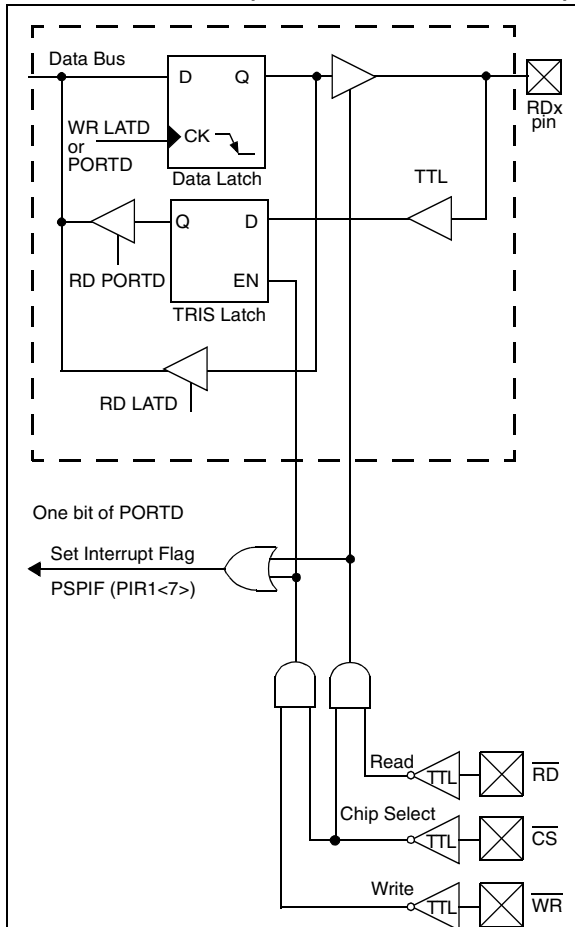 Data Bus
D Q
RDx
pin
WR LATD
or
PORTD
CK
Data Latch
TTL
Q D
RD PORTD
EN
TRIS Latch
RD LATD
One bit of PORTD
Set Interrupt Flag
PSPIF (PIR1<7>)
Read
TTL
RD
Chip Select
TTL
CS
Write
TTL
WR